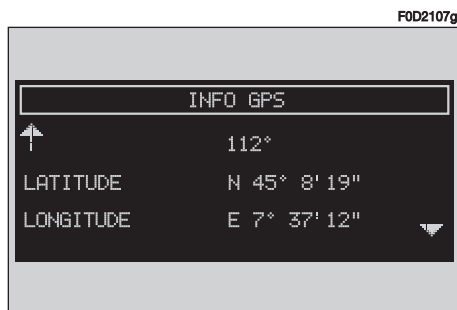 F0D2107g
INFO GPS
112°
LATITUDE N 45° 8' 19"
LONGITUDE E 7° 37' 12"